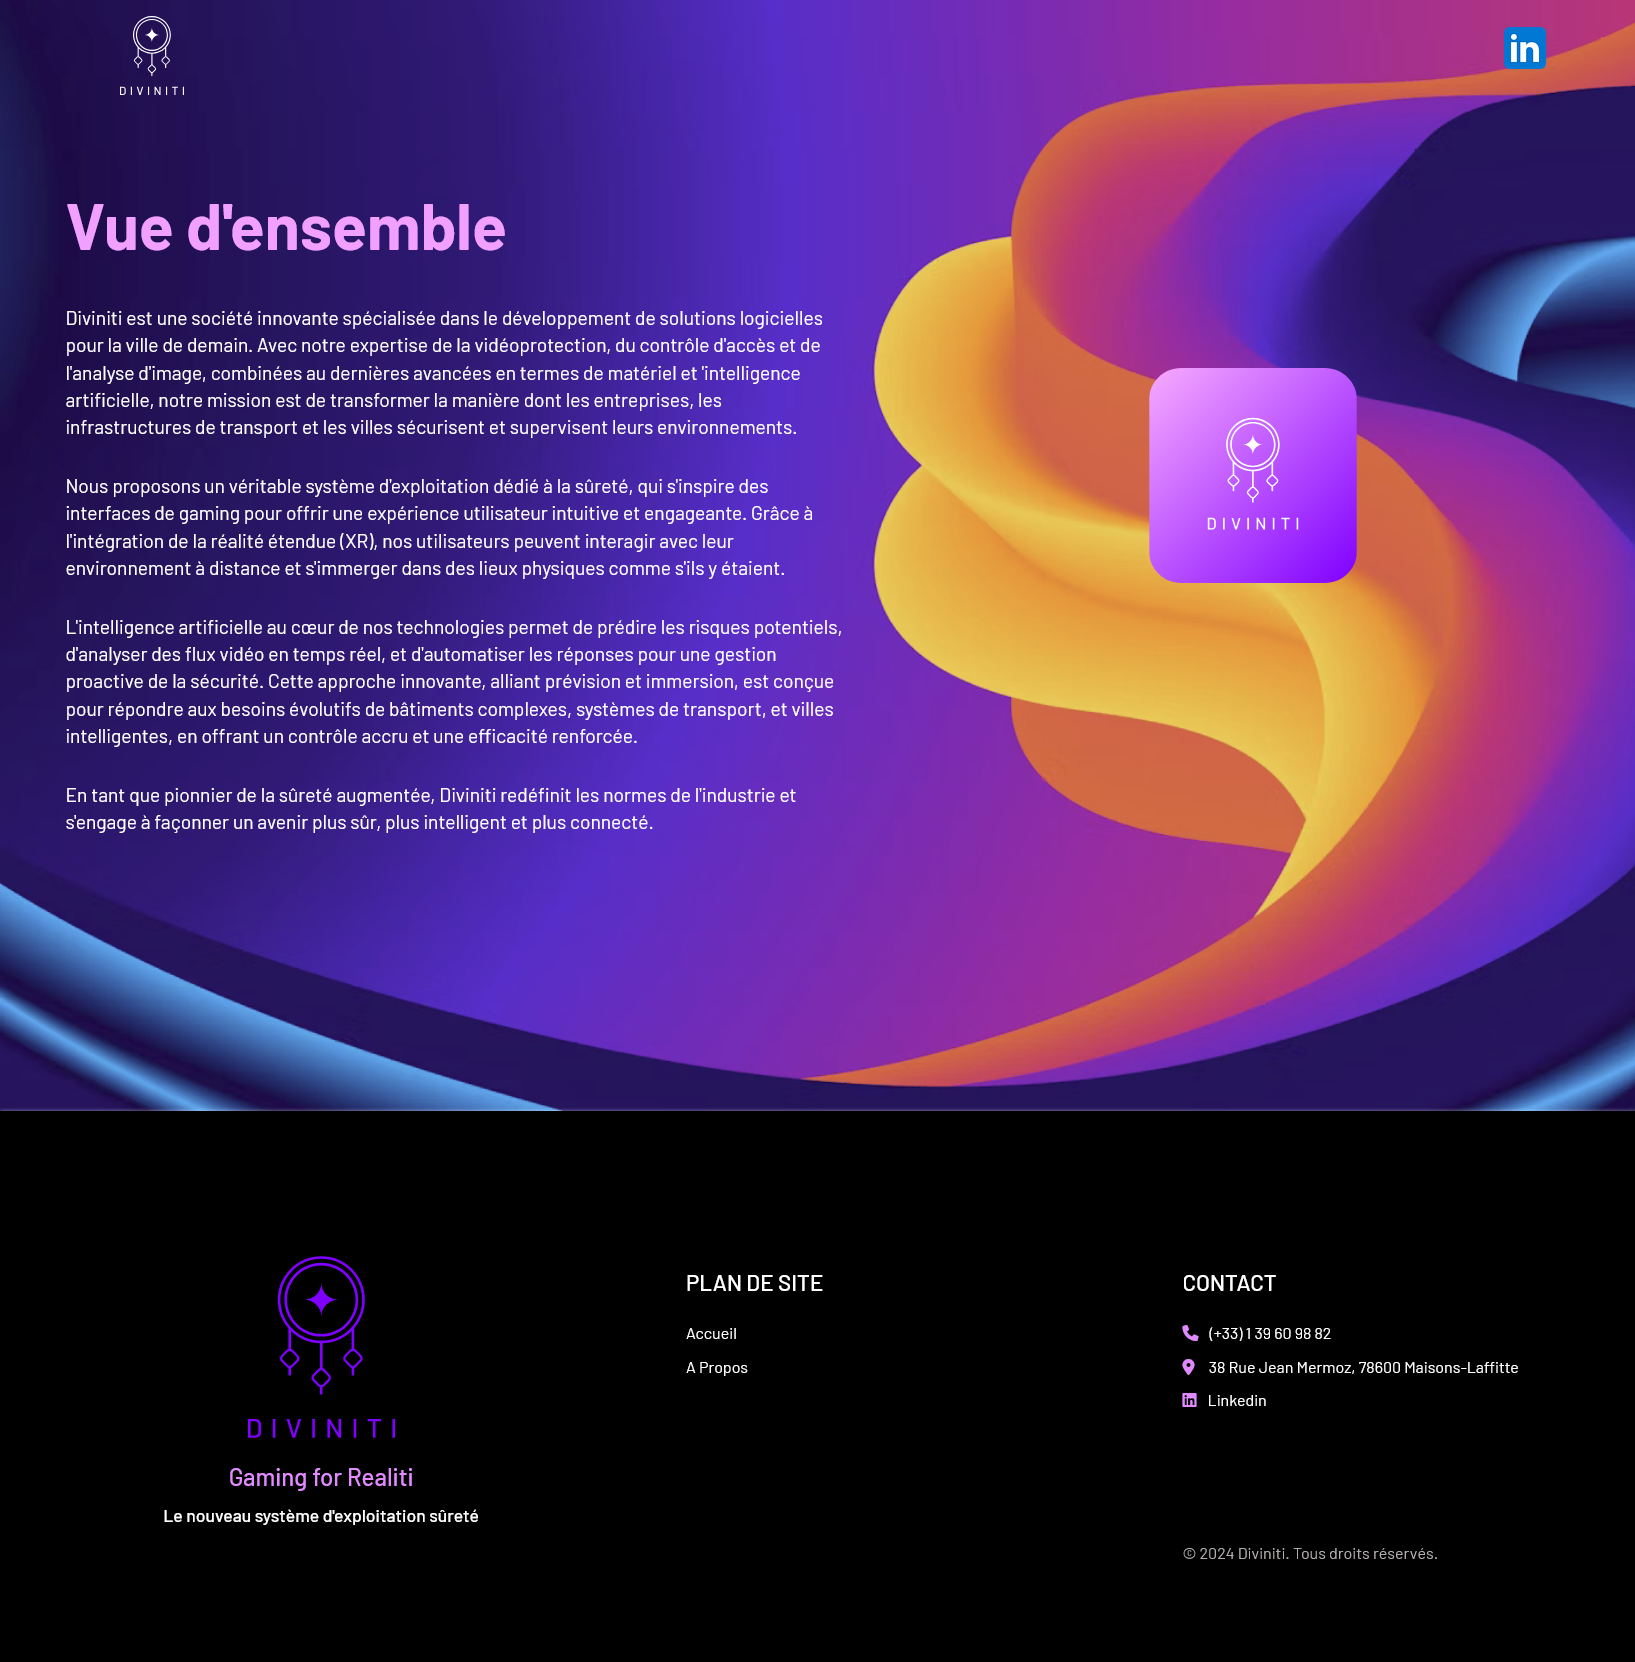 DIVINITI
Vue d'ensemble
Diviniti est une société innovante spécialisée dans le développement de solutions logicielles
pour la ville de demain. Avec notre expertise de la vidéoprotection, du contrôle d'accès et de
l'analyse d'image, combinées au dernières avancées en termes de matériel et 'intelligence
artificielle, notre mission est de transformer la manière dont les entreprises, les
infrastructures de transport et les villes sécurisent et supervisent leurs environnements.
Nous proposons un véritable système d'exploitation dédié à la sûreté, qui s'inspire des
interfaces de gaming pour offrir une expérience utilisateur intuitive et engageante. Grâce à
l'intégration de la réalité étendue (XR), nos utilisateurs peuvent interagir avec leur
environnement à distance et s'immerger dans des lieux physiques comme s'ils y étaient.
L'intelligence artificielle au cœur de nos technologies permet de prédire les risques potentiels,
d'analyser des flux vidéo en temps réel, et d'automatiser les réponses pour une gestion
proactive de la sécurité. Cette approche innovante, alliant prévision et immersion, est conçue
pour répondre aux besoins évolutifs de bâtiments complexes, systèmes de transport, et villes
intelligentes, en offrant un contrôle accru et une efficacité renforcée.
En tant que pionnier de la sûreté augmentée, Diviniti redéfinit les normes de l'industrie et
s'engage à façonner un avenir plus sûr, plus intelligent et plus connecté.
in
DIVINITI
DIVINITI
Gaming for Realiti
Le nouveau système d'exploitation sûreté
PLAN DE SITE
Accueil
A Propos
CONTACT
(+33) 1 39 60 98 82
38 Rue Jean Mermoz, 78600 Maisons-Laffitte
Linkedin
© 2024 Diviniti. Tous droits réservés.